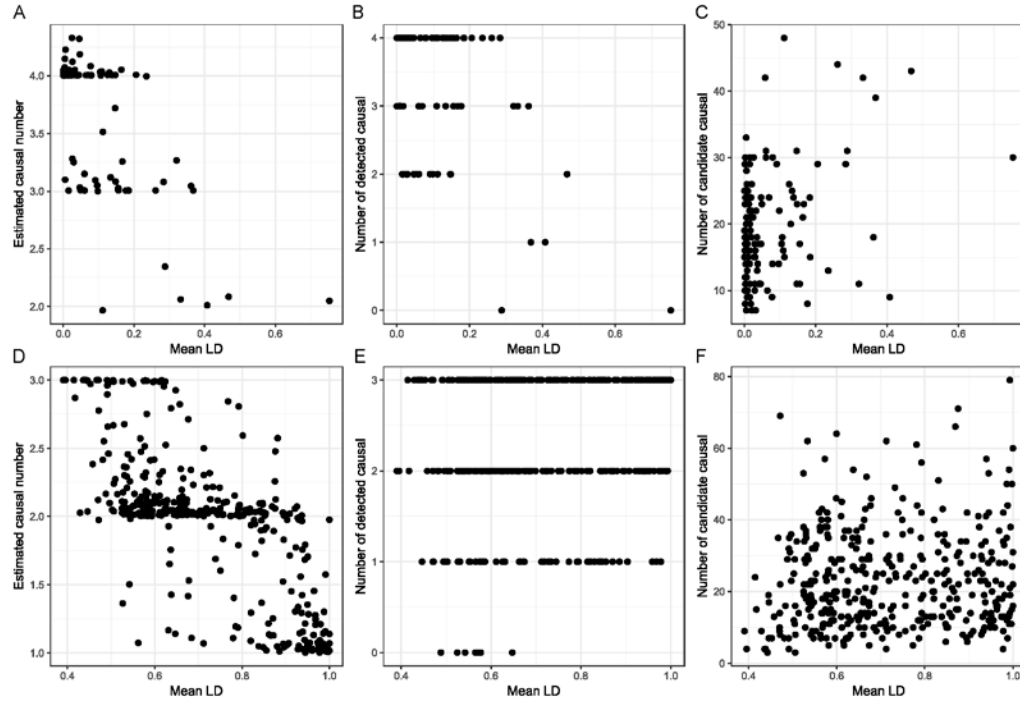 A
Estimated causal number
4.0
3.5
3.0
2.5
2.0
0.0
0.2
0.4
0.6
Mean LD
B
Number of detected causal
4
3
2
1
0
0.0
0.2
0.4
0.6
Mean LD
C
Number of candidate causal
50
40
30
20
10
0.0
0.2
0.4
0.6
Mean LD
D
Estimated causal number
3.0
2.5
2.0
1.5
1.0
0.4
0.6
0.8
1.0
Mean LD
E
Number of detected causal
3
2
1
0
0.4
0.6
0.8
1.0
Mean LD
F
Number of candidate causal
80
60
40
20
0
0.4
0.6
0.8
1.0
Mean LD